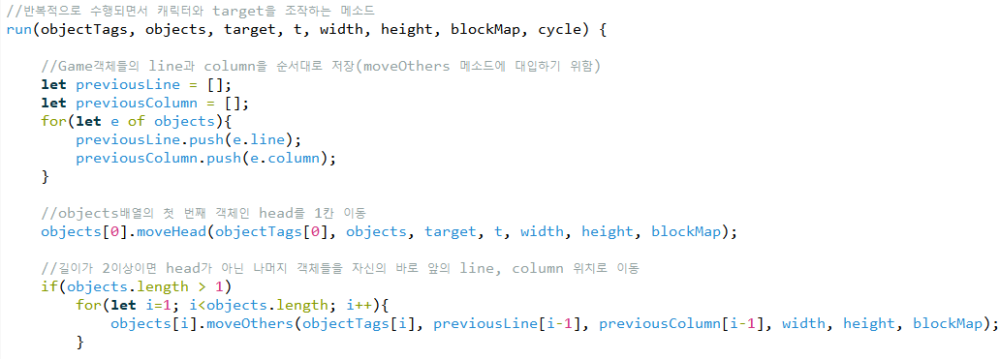 //반복적으로 수행되면서 캐릭터와 target을 조작하는 메소드
run(objectTags, objects, target, t, width, height, blockMap, cycle) {
//Game객체들의 line과 column을 순서대로 저장(moveOthers 메소드에 대입하기 위함)
let previousLine = [];
let previousColumn = [];
for(let e of objects){
previousLine.push(e.line);
previousColumn.push(e.column);
}
//objects배열의 첫 번째 객체인 head를 1칸 이동
objects[0].moveHead(objectTags[0], objects, target, t, width, height, blockMap);
//길이가 2이상이면 head가 아닌 나머지 객체들을 자신의 바로 앞의 line, column 위치로 이동
if(objects.length > 1)
for(let i=1; i<objects.length; i++){
objects[i].moveOthers(objectTags[i], previousLine[i-1], previousColumn[i-1], width, height, blockMap);
}